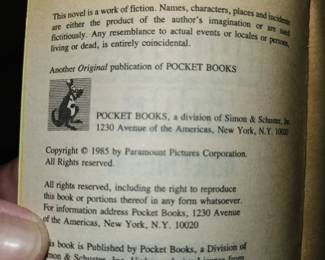 This novel is a work of fiction. Names, characters, places and incidents
are either the product of the author's imagination or are used
fictitiously. Any resemblance to actual events or locales or persons,
living or dead, is entirely coincidental.
Another Original publication of POCKET BOOKS
POCKET BOOKS, a division of Simon & Schuster, Inc.
1230 Avenue of the Americas, New York, N.Y. 10020
Copyright © 1985 by Paramount Pictures Corporation.
All Rights reserved.
All rights reserved, including the right to reproduce
this book or portions thereof in any form whatsoever.
For information address Pocket Books, 1230 Avenue
of the Americas, New York, N.Y. 10020
This book is Published by Pocket Books, a Division of
Simon & Schuster, Inc.